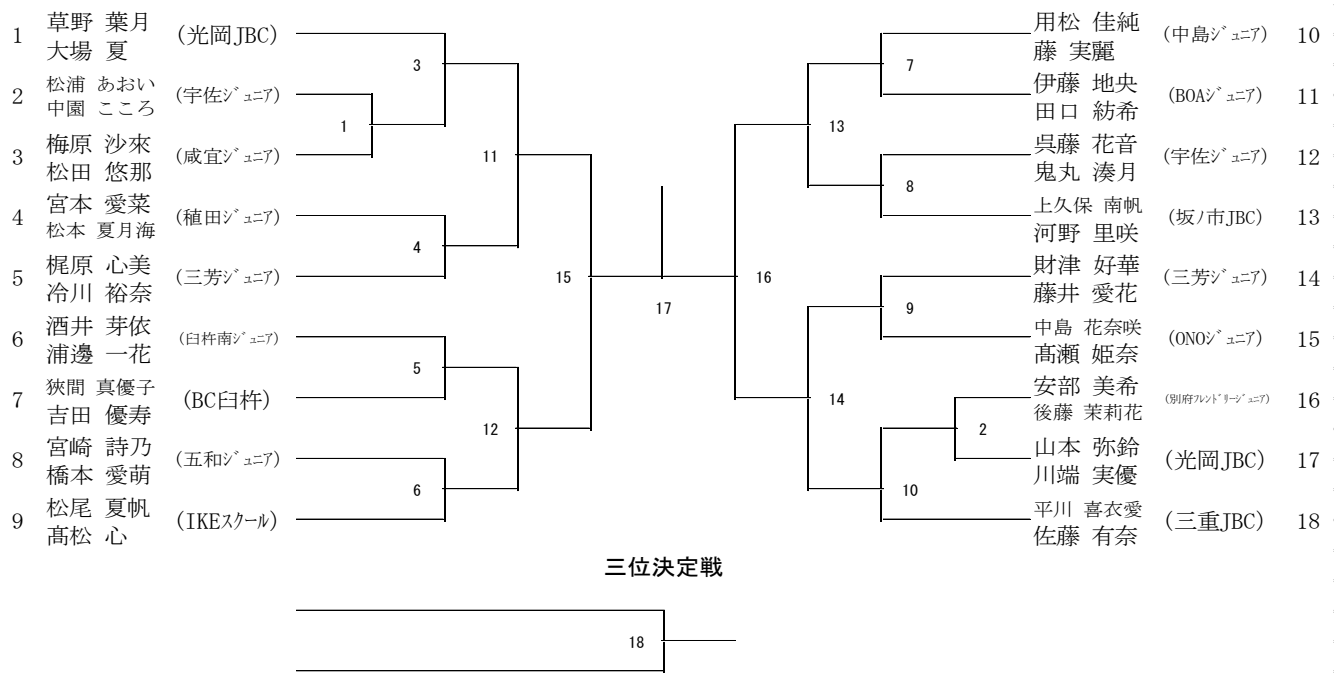 1 草野 葉月 大場 夏 (光岡JBC)
2 松浦 あおい 中園 こころ (宇佐ジュニア)
3 梅原 沙來 松田 悠那 (咸宜ジュニア)
4 宮本 愛菜 松本 夏月海 (稙田ジュニア)
5 梶原 心美 冷川 裕奈 (三芳ジュニア)
6 酒井 芽依 浦邊 一花 (臼杵南ジュニア)
7 狹間 真優子 吉田 優寿 (BC臼杵)
8 宮崎 詩乃 橋本 愛萌 (五和ジュニア)
9 松尾 夏帆 髙松 心 (IKEスクール)
3
1
11
4
15
5
12
6
17
7
13
8
16
9
14
2
10
用松 佳純 藤 実麗 (中島ジュニア) 10
伊藤 地央 田口 紡希 (BOAジュニア) 11
呉藤 花音 鬼丸 湊月 (宇佐ジュニア) 12
上久保 南帆 河野 里咲 (坂ノ市JBC) 13
財津 好華 藤井 愛花 (三芳ジュニア) 14
中島 花奈咲 髙瀬 姫奈 (ONOジュニア) 15
安部 美希 後藤 茉莉花 (別府フレンドリージュニア) 16
山本 弥鈴 川端 実優 (光岡JBC) 17
平川 喜衣愛 佐藤 有奈 (三重JBC) 18
三位決定戦
18